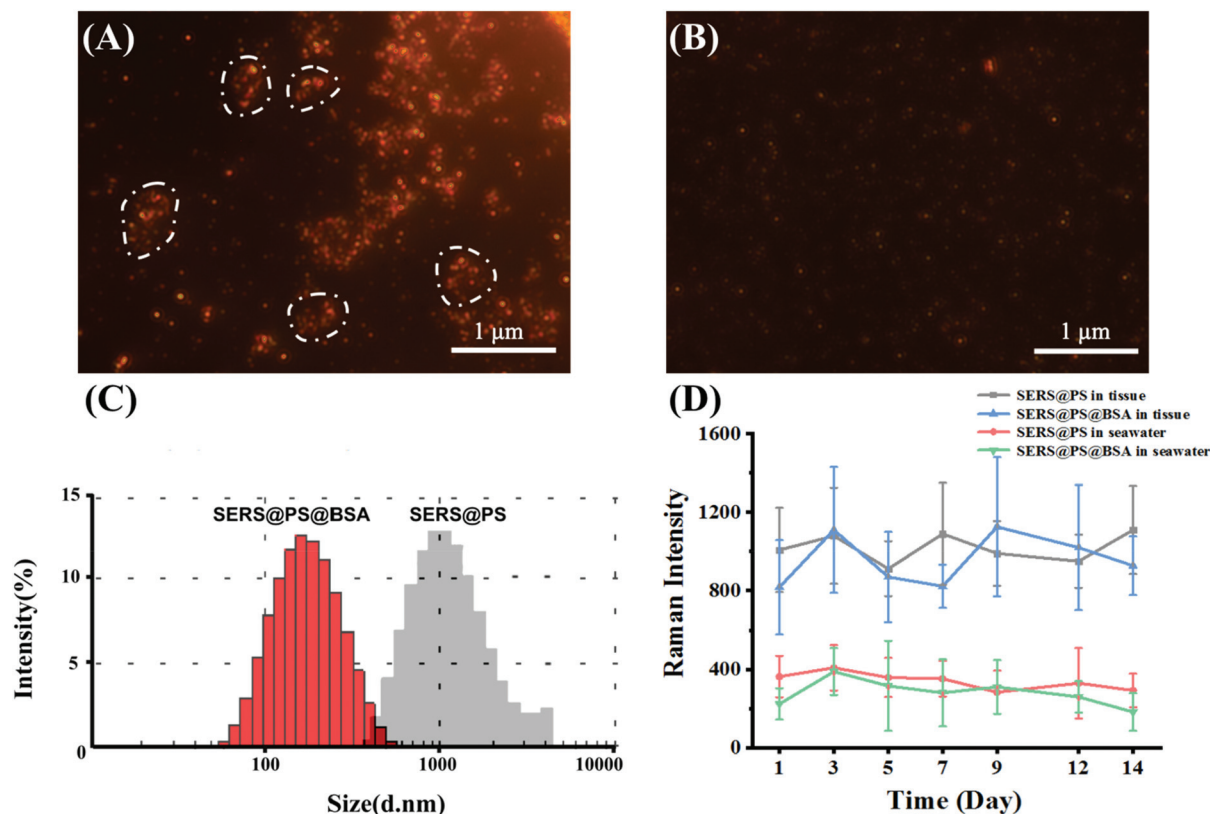 (A)
1 μm
(B)
1 μm
(C)
15
10
5
0
Intensity(%)
SERS@PS@BSA
SERS@PS
100
1000
10000
Size(d.nm)
(D)
SERS@PS in tissue
SERS@PS@BSA in tissue
SERS@PS in seawater
SERS@PS@BSA in seawater
1600
1200
800
400
0
Raman Intensity
1 3 5 7 9 12 14
Time (Day)